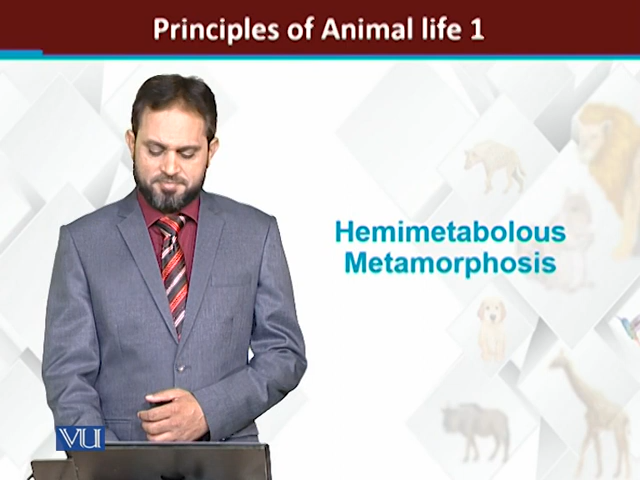 Principles of Animal life 1
Hemimetabolous
Metamorphosis
VU